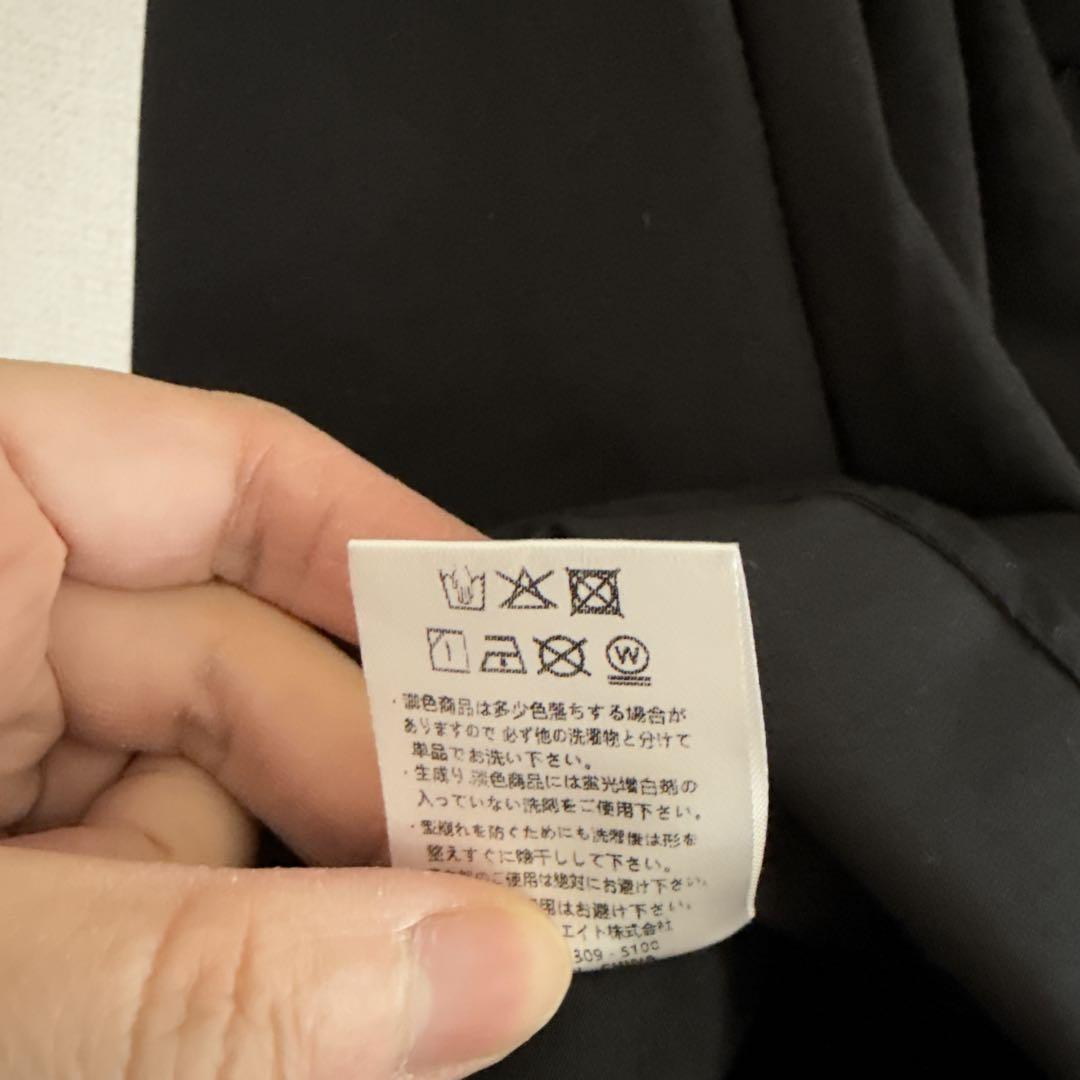 W
・濃色商品は多少色落ちする場合が
ありますので 必ず他の洗濯物と分けて
単品でお洗い下さい。
・生成り、淡色商品には蛍光増白剤の
入っていない洗剤をご使用下さい。
・型崩れを防ぐためにも洗濯後は形を
整えすぐに陰干しして下さい。
のご使用は絶対にお避け下さい。
用はお避け下さい。
エイト株式会社
309-5100